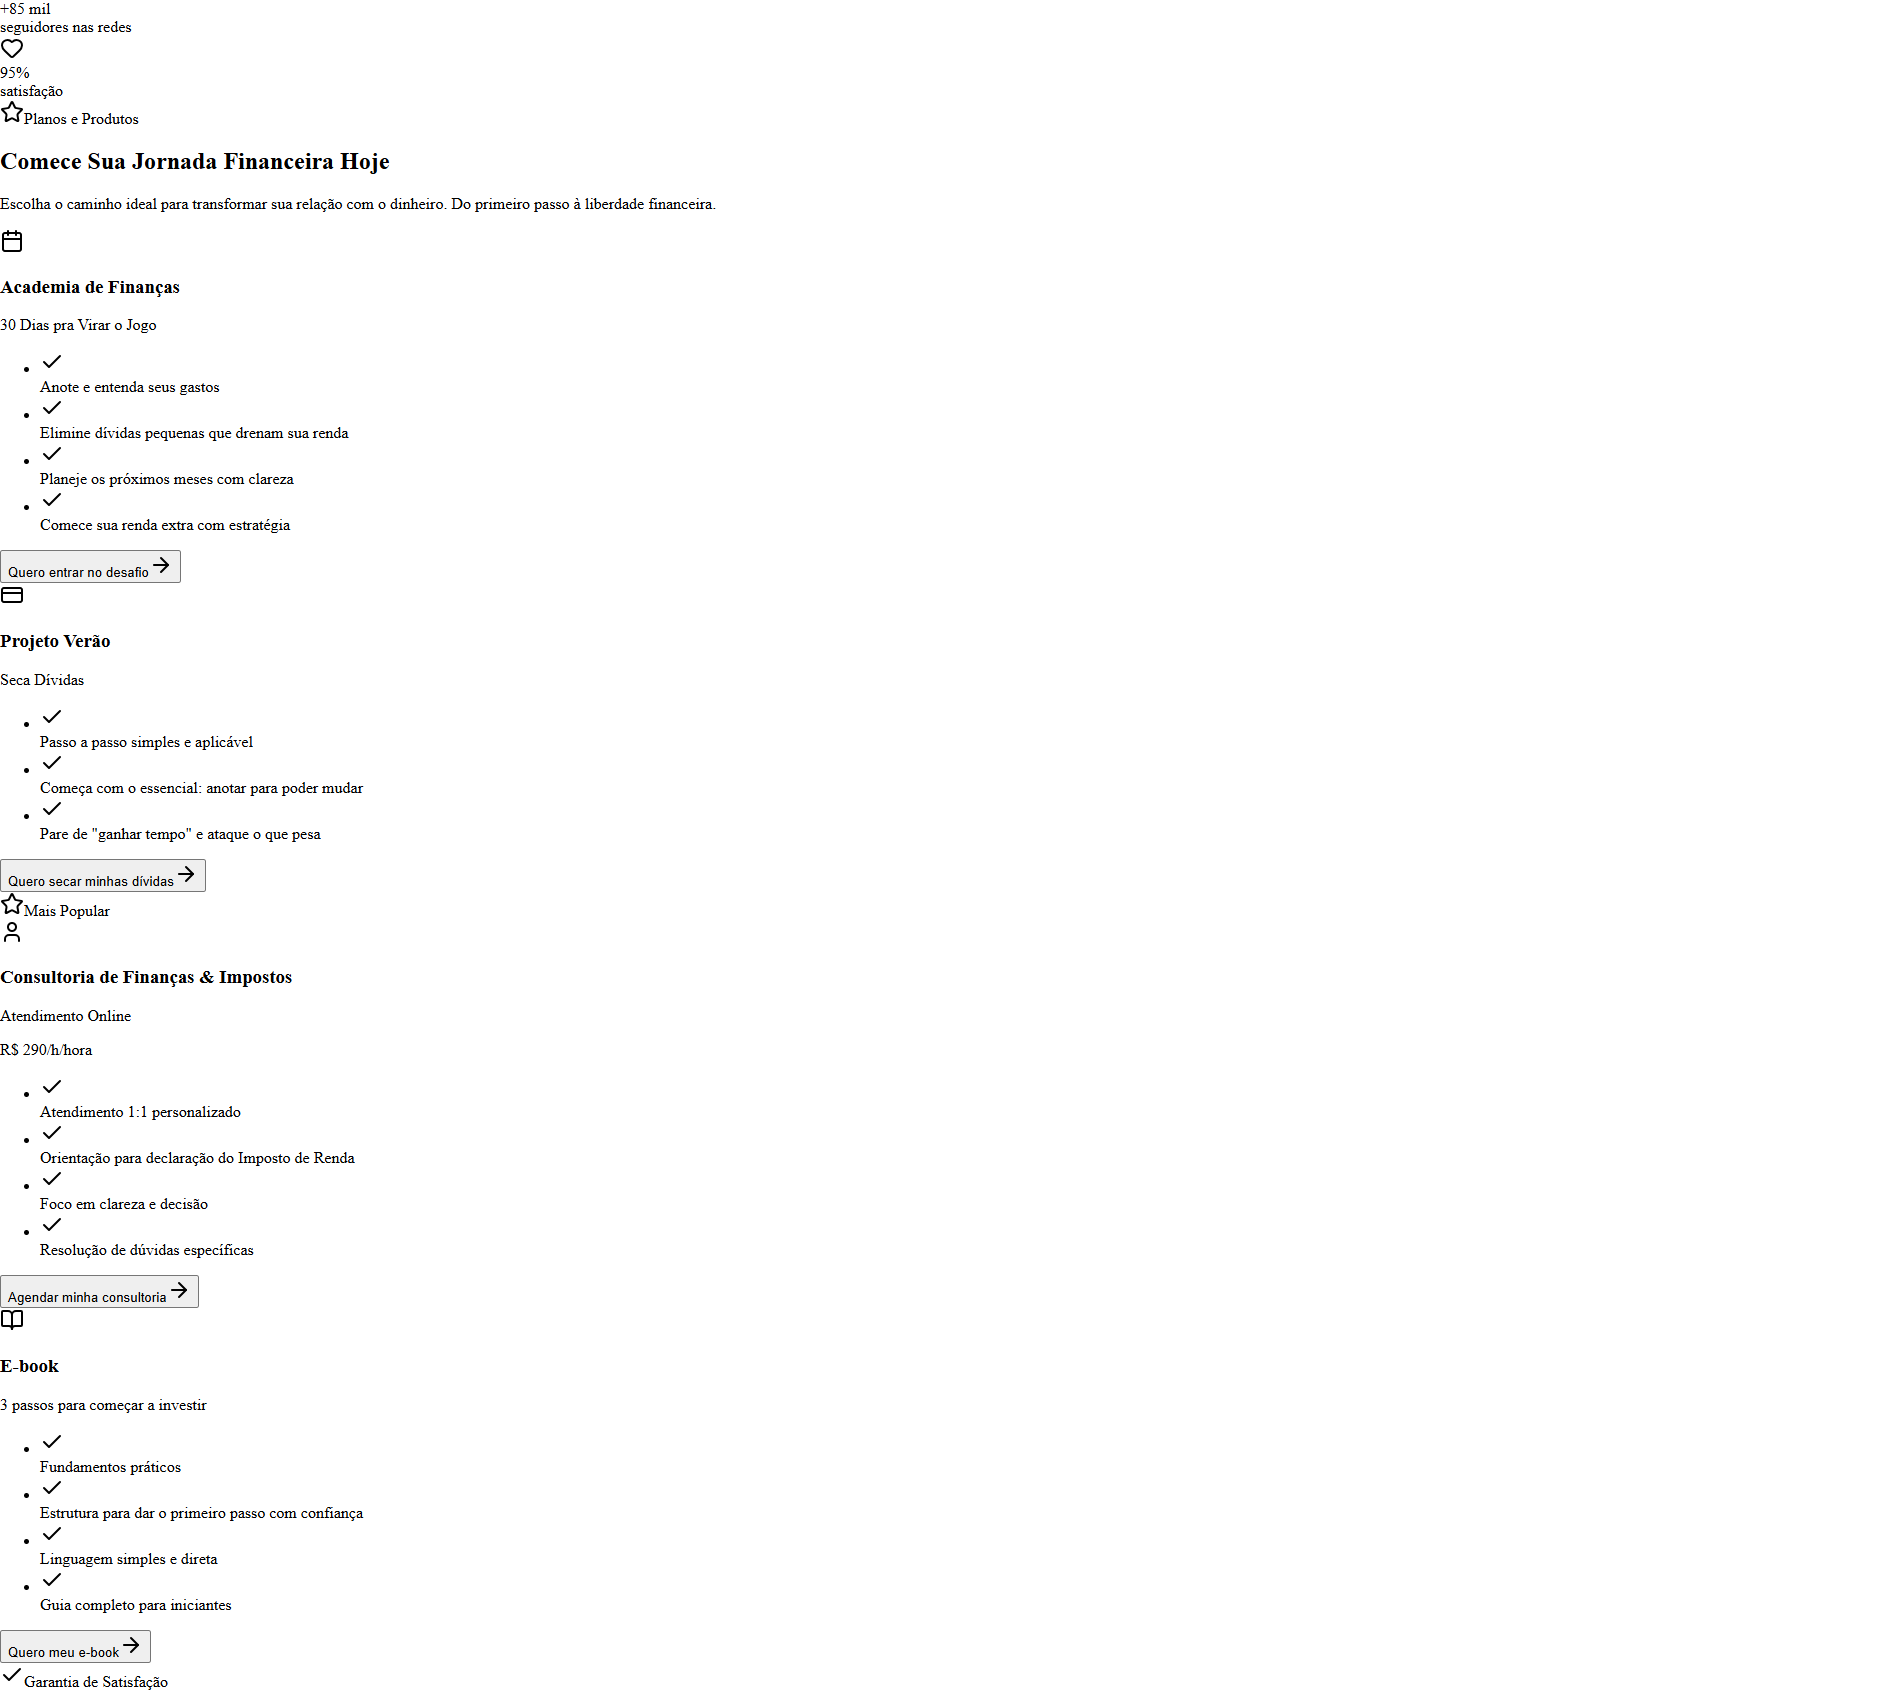 +85 mil
seguidores nas redes
95%
satisfação
Planos e Produtos
Comece Sua Jornada Financeira Hoje
Escolha o caminho ideal para transformar sua relação com o dinheiro. Do primeiro passo à liberdade financeira.
Academia de Finanças
30 Dias pra Virar o Jogo
Anote e entenda seus gastos
Elimine dívidas pequenas que drenam sua renda
Planeje os próximos meses com clareza
Comece sua renda extra com estratégia
Quero entrar no desafio
Projeto Verão
Seca Dívidas
Passo a passo simples e aplicável
Começa com o essencial: anotar para poder mudar
Pare de "ganhar tempo" e ataque o que pesa
Quero secar minhas dívidas
Mais Popular
Consultoria de Finanças & Impostos
Atendimento Online
R$ 290/h/hora
Atendimento 1:1 personalizado
Orientação para declaração do Imposto de Renda
Foco em clareza e decisão
Resolução de dúvidas específicas
Agendar minha consultoria
E-book
3 passos para começar a investir
Fundamentos práticos
Estrutura para dar o primeiro passo com confiança
Linguagem simples e direta
Guia completo para iniciantes
Quero meu e-book
Garantia de Satisfação